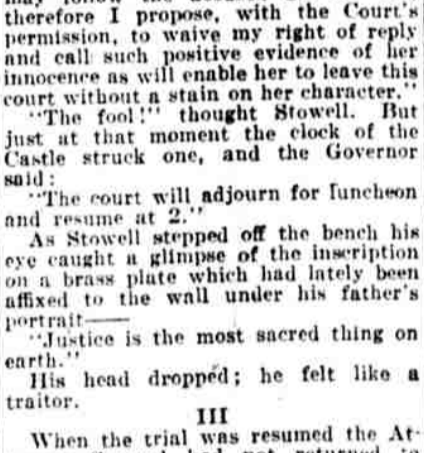 therefore I propose, with the Court's
permission, to waive my right of reply
and call such positive evidence of her
innocence as will enable her to leave this
court without a stain on her character."
"The fool!" thought Stowell. But
just at that moment the clock of the
Castle struck one, and the Governor
said:
"The court will adjourn for luncheon
and resume at 2."
As Stowell stepped off the bench his
eye caught a glimpse of the inscription
on a brass plate which had lately been
affixed to the wall under his father's
portrait—
"Justice is the most sacred thing on
earth."
His head dropped; he felt like a
traitor.
III
When the trial was resumed the At-